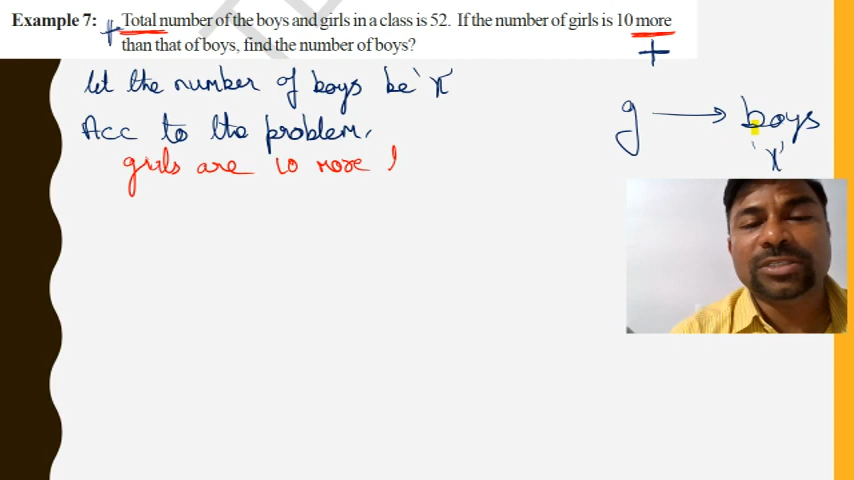 Example 7: Total number of the boys and girls in a class is 52. If the number of girls is 10 more
than that of boys, find the number of boys?
+
+
let the number of boys be 'x'
Acc to the problem,
girls are 10 more
g → boys
'x'